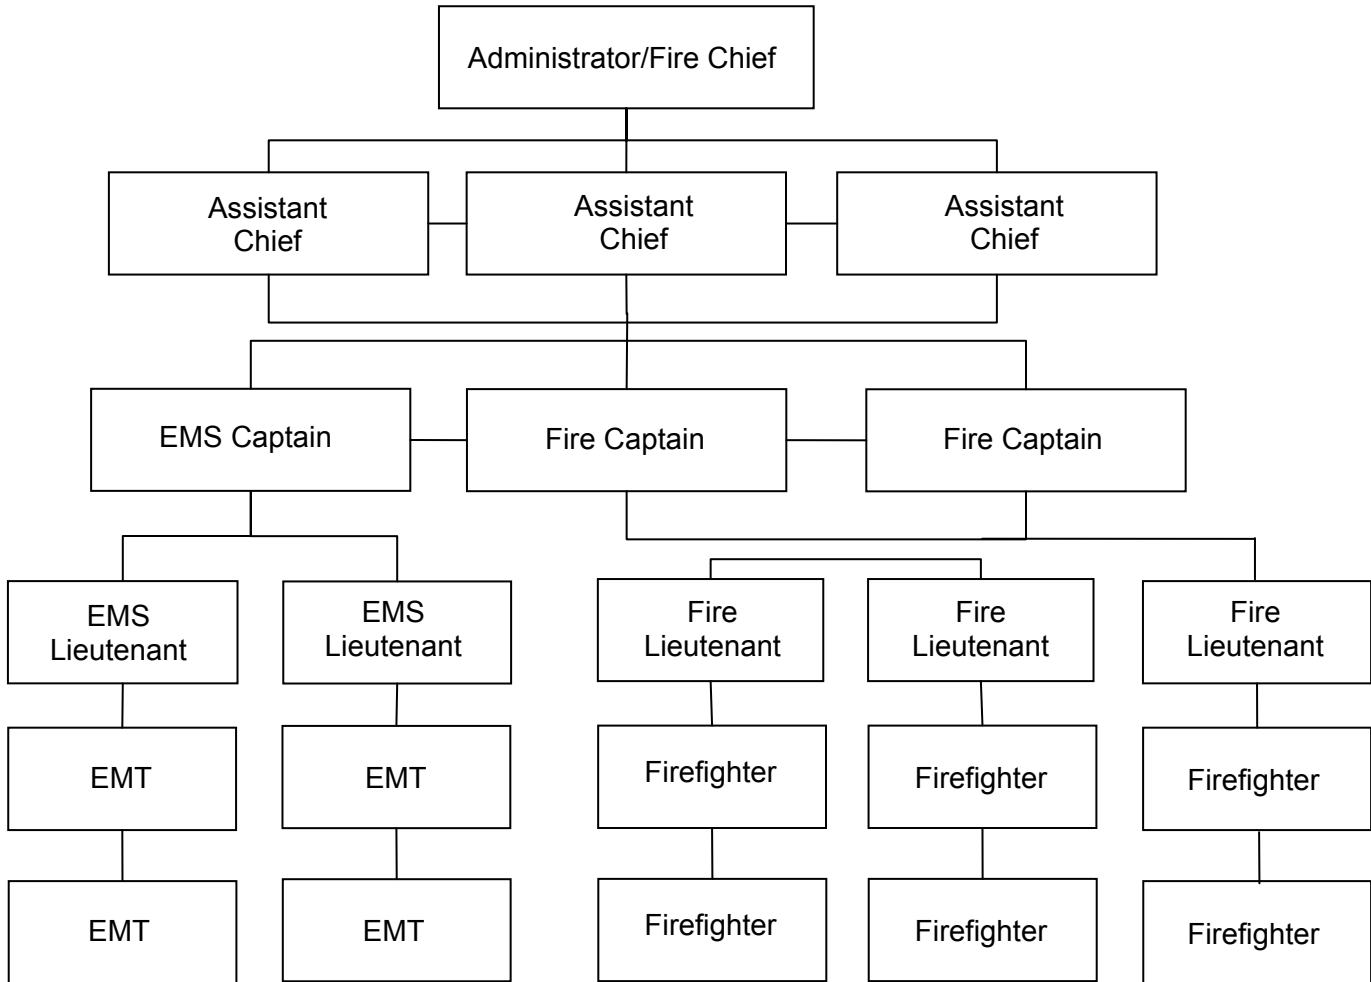 Administrator/Fire Chief
Assistant
Chief
Assistant
Chief
Assistant
Chief
EMS Captain
Fire Captain
Fire Captain
EMS
Lieutenant
EMS
Lieutenant
Fire
Lieutenant
Fire
Lieutenant
Fire
Lieutenant
EMT
EMT
Firefighter
Firefighter
Firefighter
EMT
EMT
Firefighter
Firefighter
Firefighter